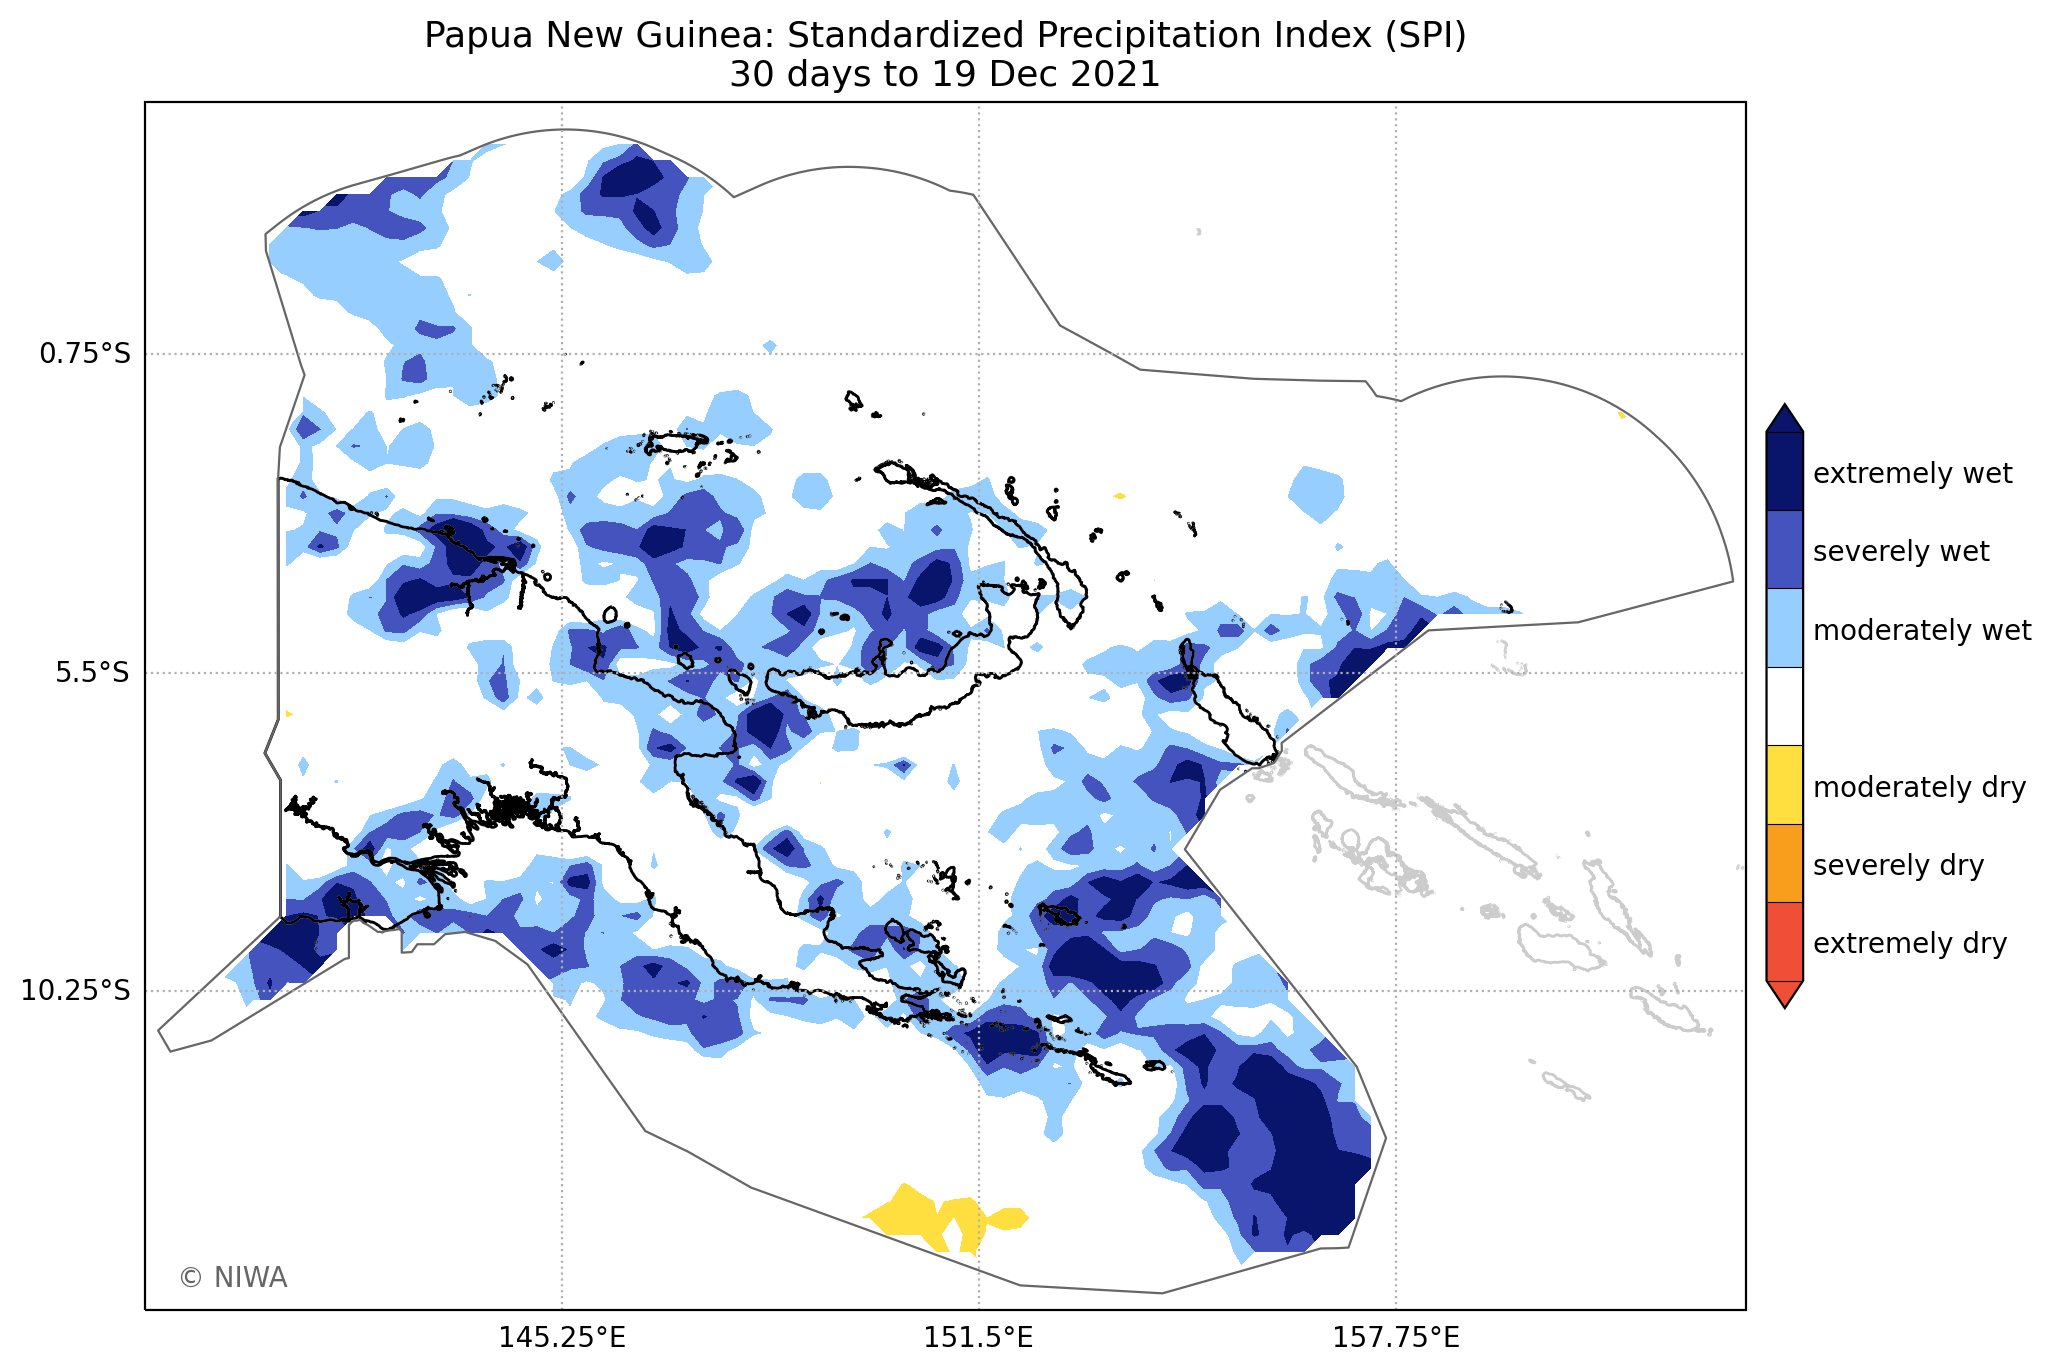 Papua New Guinea: Standardized Precipitation Index (SPI)
30 days to 19 Dec 2021
0.75°S
5.5°S
10.25°S
145.25°E
151.5°E
157.75°E
extremely wet
severely wet
moderately wet
moderately dry
severely dry
extremely dry
© NIWA